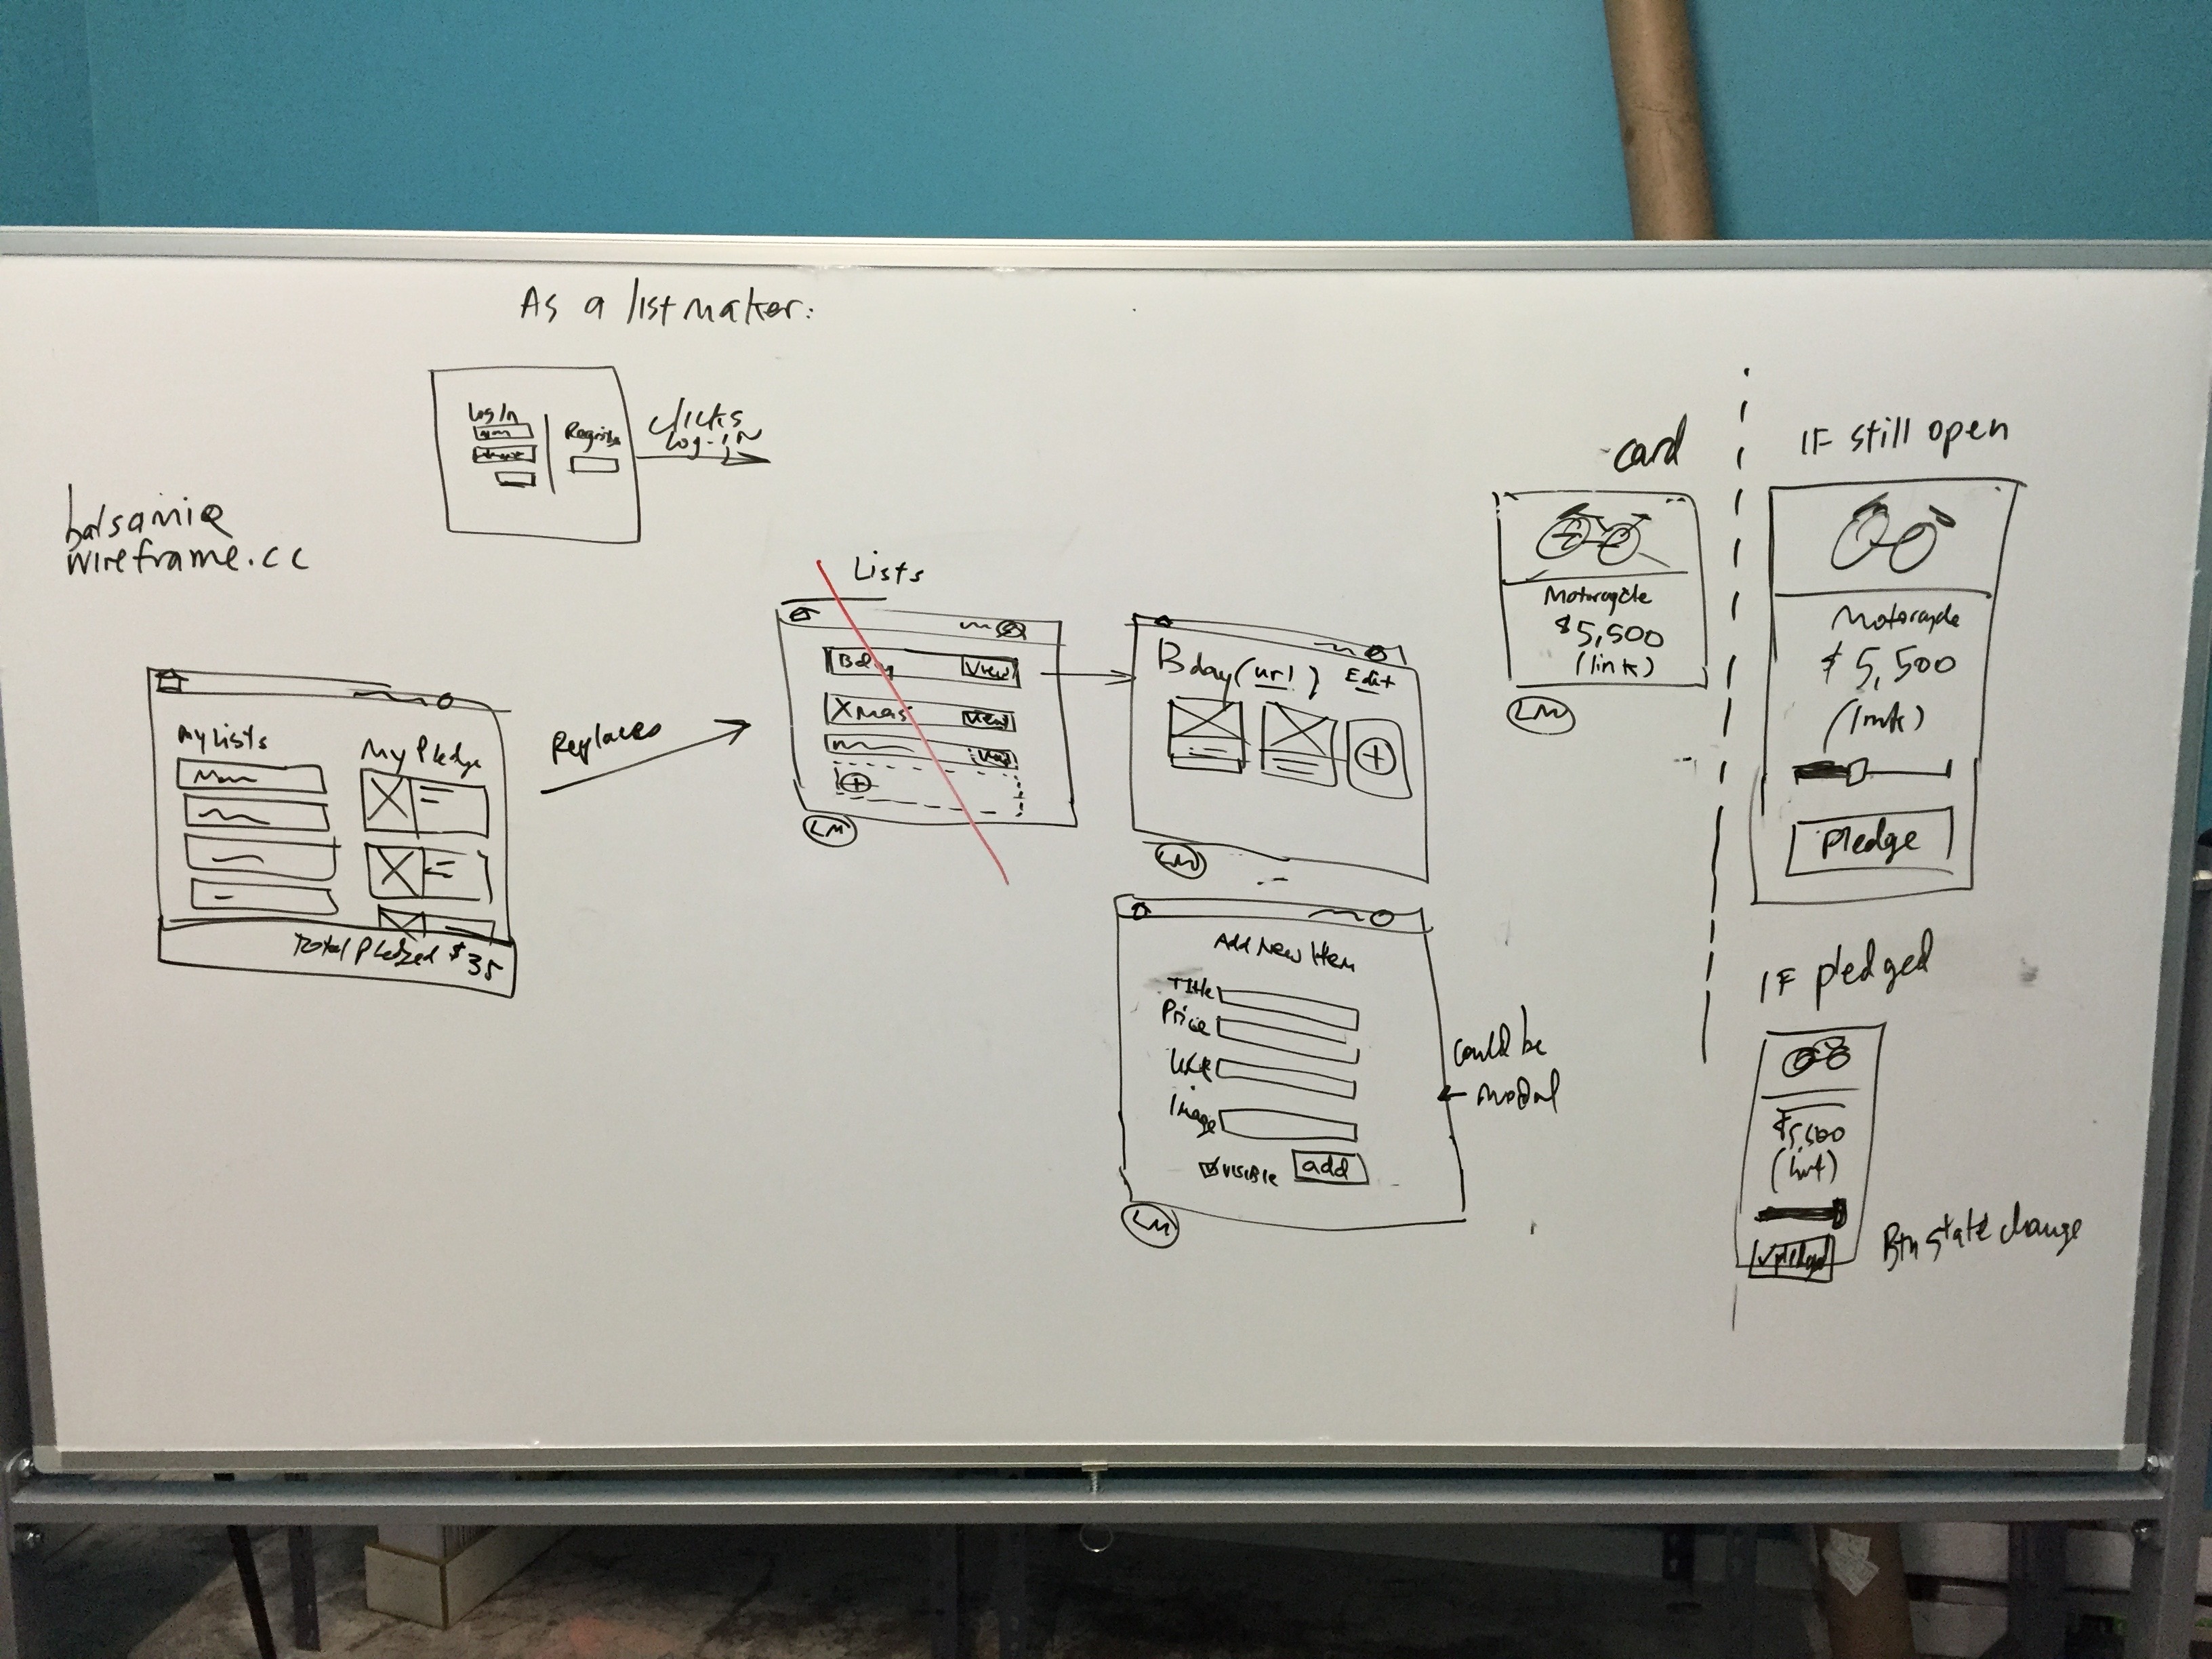 As a listmaker:
Log In
Register
clicks
log-in
balsamiq
wireframe.cc
My Lists
My Pledge
Total Pledged $35
Replaces
Lists
Bday
View
Xmas
View
View
LM
Bday (url)
Edit
LM
Add New Item
Title
Price
URL
Image
visible
add
LM
could be
modal
card
Motorcycle
$5,500
(link)
LM
IF still open
Motorcycle
$5,500
(link)
Pledge
IF pledged
$5,500
(link)
✓ pledged
Btn state change